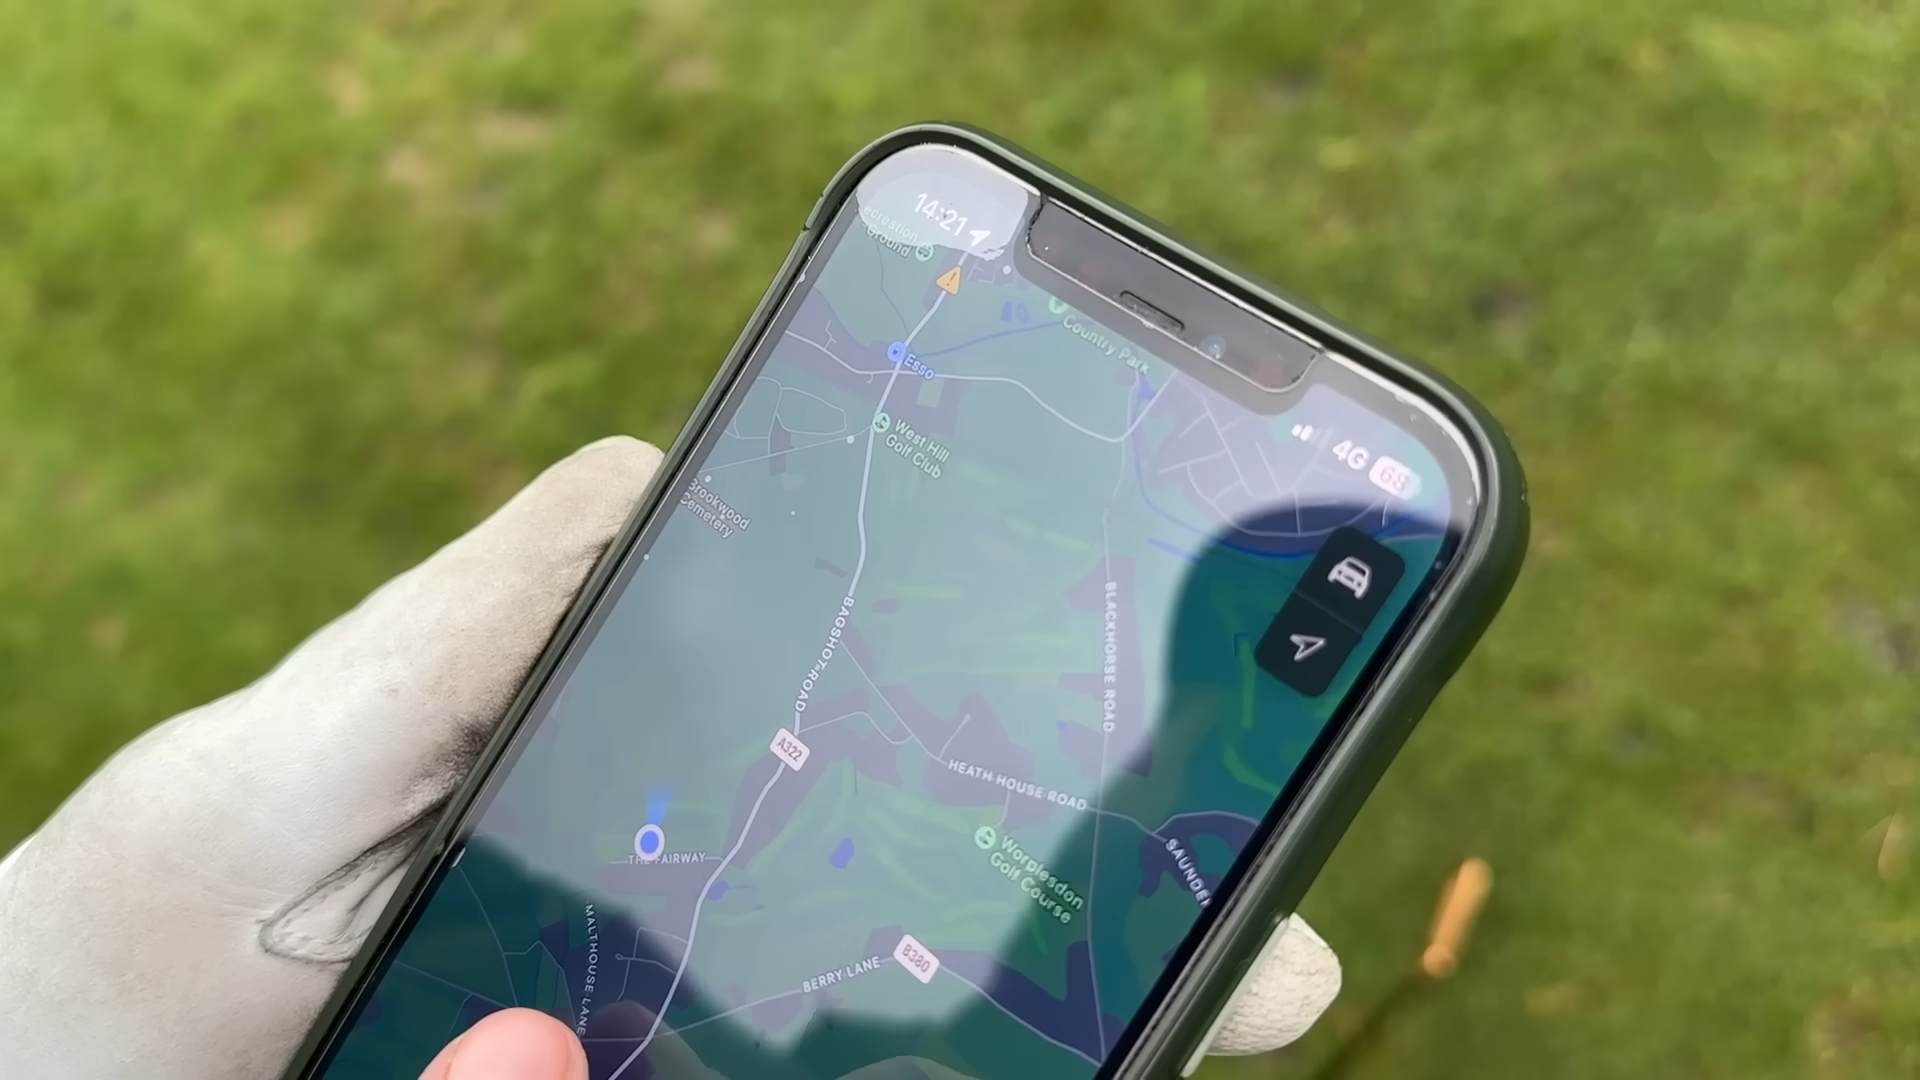 14:21
ecreation
Ground
Country Park
Esso
4G 68
West Hill
Golf Club
Brookwood
Cemetery
BAGSHOT ROAD
BLACKHORSE ROAD
A322
HEATH HOUSE ROAD
THE FAIRWAY
Worplesdon
Golf Course
SAUNDER
MALTHOUSE LANE
BERRY LANE
B380